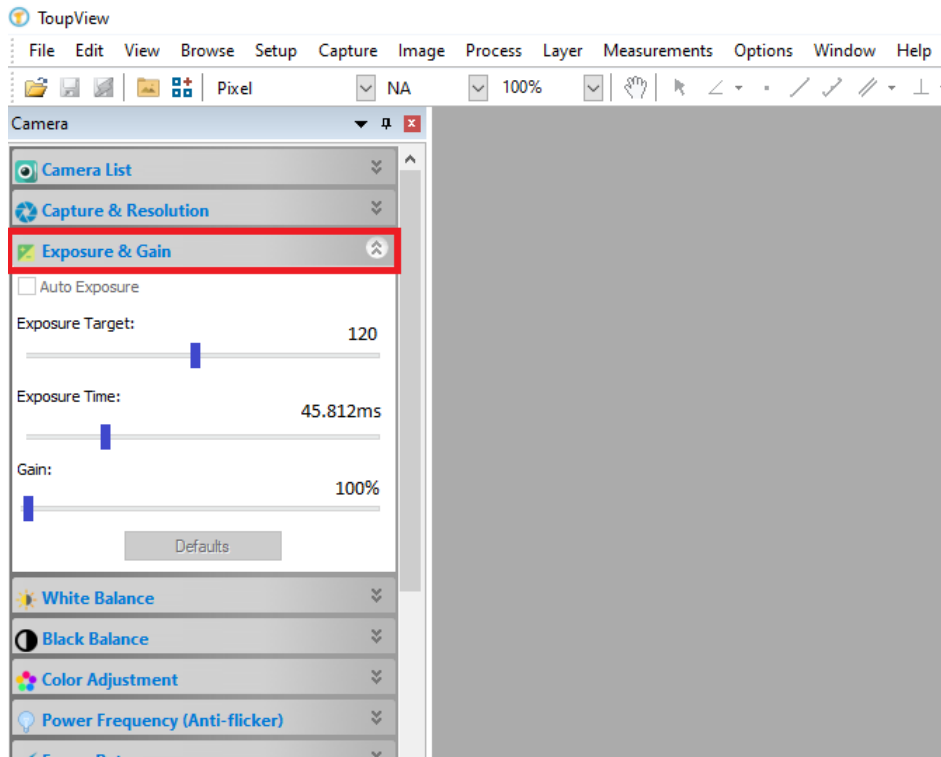 ToupView
File Edit View Browse Setup Capture Image Process Layer Measurements Options Window Help
Pixel NA 100%
Camera
Camera List
Capture & Resolution
Exposure & Gain
Auto Exposure
Exposure Target:
120
Exposure Time:
45.812ms
Gain:
100%
Defaults
White Balance
Black Balance
Color Adjustment
Power Frequency (Anti-flicker)